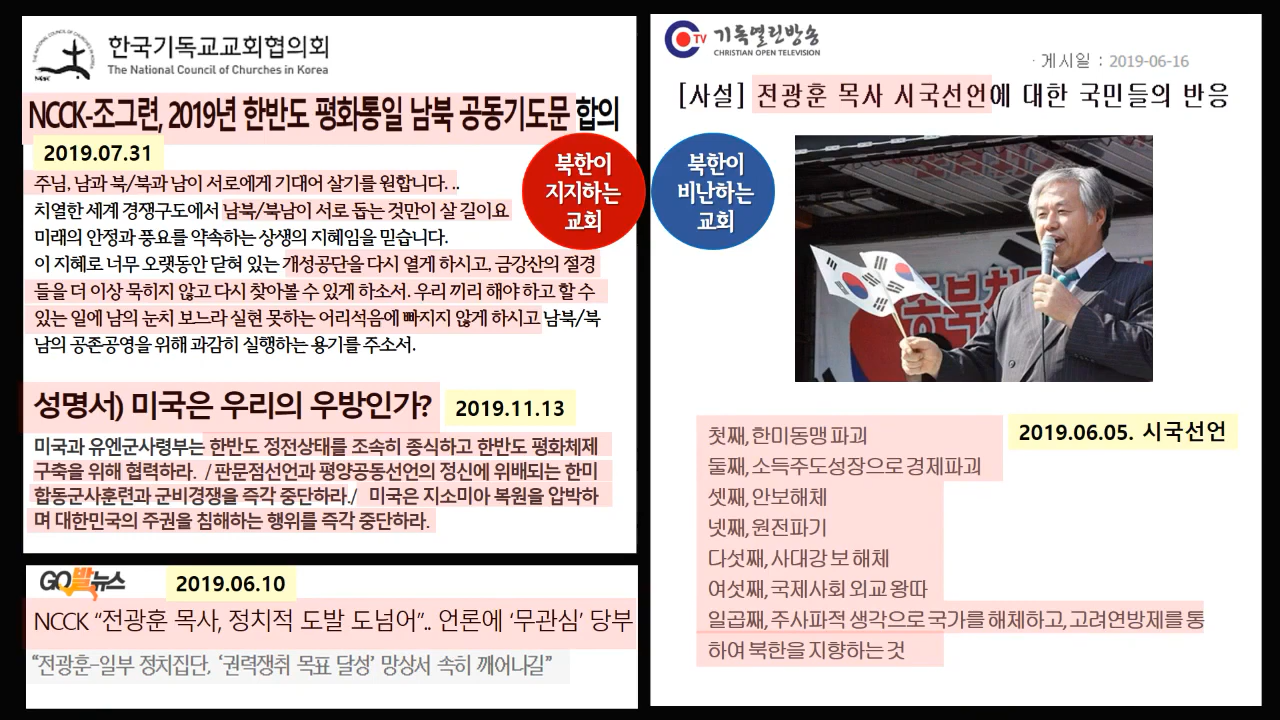 한국기독교교회협의회
The National Council of Churches in Korea
NCCK-조그련, 2019년 한반도 평화통일 남북 공동기도문 합의
2019.07.31
주님, 남과 북/북과 남이 서로에게 기대어 살기를 원합니다. ..
치열한 세계 경쟁구도에서 남북/북남이 서로 돕는 것만이 살 길이요
미래의 안정과 풍요를 약속하는 상생의 지혜임을 믿습니다.
이 지혜로 너무 오랫동안 닫혀 있는 개성공단을 다시 열게 하시고, 금강산의 절경
들을 더 이상 묵히지 않고 다시 찾아볼 수 있게 하소서. 우리 끼리 해야 하고 할 수
있는 일에 남의 눈치 보느라 실현 못하는 어리석음에 빠지지 않게 하시고 남북/북
남의 공존공영을 위해 과감히 실행하는 용기를 주소서.
북한이
지지하는
교회
성명서) 미국은 우리의 우방인가?
2019.11.13
미국과 유엔군사령부는 한반도 정전상태를 조속히 종식하고 한반도 평화체제
구축을 위해 협력하라. / 판문점선언과 평양공동선언의 정신에 위배되는 한미
합동군사훈련과 군비경쟁을 즉각 중단하라./ 미국은 지소미아 복원을 압박하
며 대한민국의 주권을 침해하는 행위를 즉각 중단하라.
GO발뉴스
2019.06.10
NCCK “전광훈 목사, 정치적 도발 도넘어”.. 언론에 ‘무관심’ 당부
“전광훈-일부 정치집단, ‘권력쟁취 목표 달성’ 망상서 속히 깨어나길”
TV 기독열린방송
CHRISTIAN OPEN TELEVISION
· 게시일 : 2019-06-16
[사설] 전광훈 목사 시국선언에 대한 국민들의 반응
북한이
비난하는
교회
종북
2019.06.05. 시국선언
첫째, 한미동맹 파괴
둘째, 소득주도성장으로 경제파괴
셋째, 안보해체
넷째, 원전파기
다섯째, 사대강 보 해체
여섯째, 국제사회 외교 왕따
일곱째, 주사파적 생각으로 국가를 해체하고, 고려연방제를 통
하여 북한을 지향하는 것